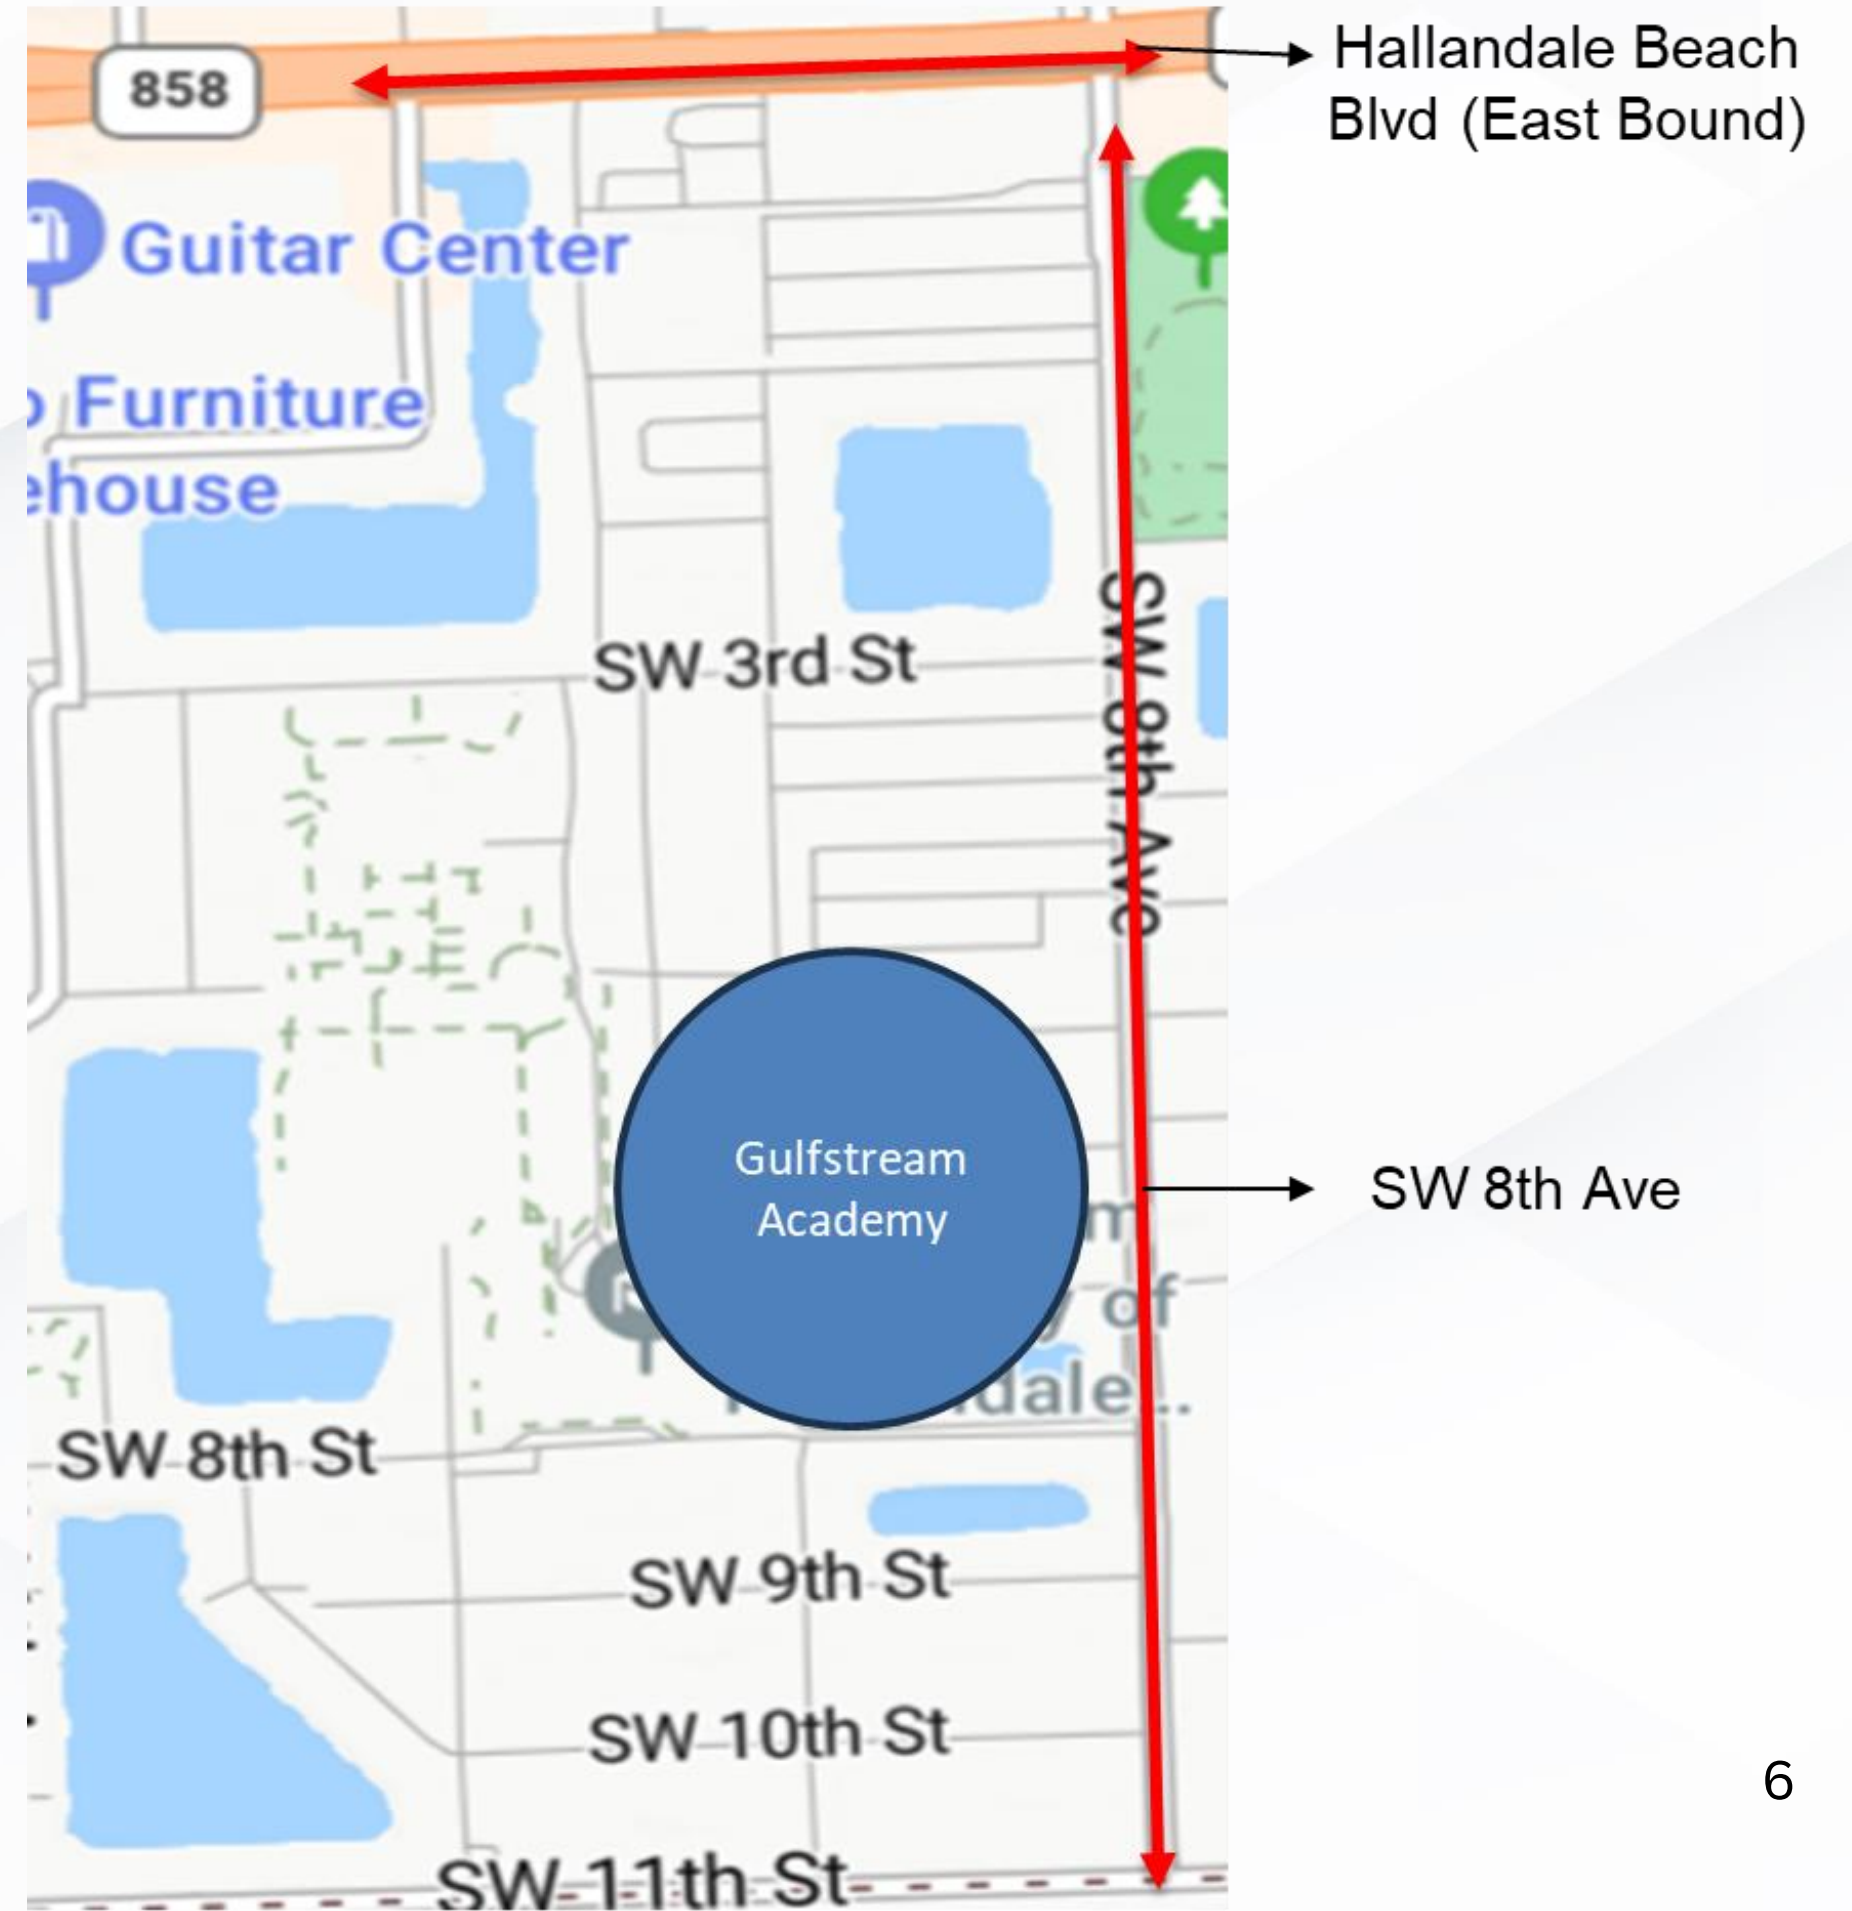 858
Hallandale Beach
Blvd (East Bound)
Guitar Center
Furniture
ehouse
SW 3rd St
SW 8th Ave
Gulfstream
Academy
SW 8th Ave
of
dale...
SW 8th St
SW 9th St
SW 10th St
6
SW 11th St